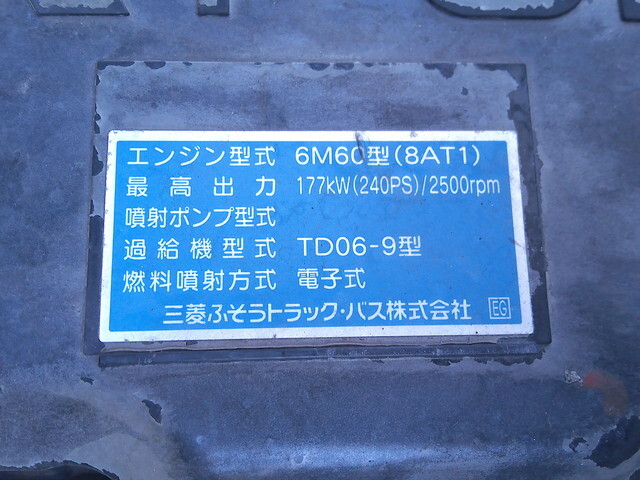 エンジン型式 6M60型(8AT1)
最高出力 177kW(240PS)/2500rpm
噴射ポンプ型式
過給機型式 TD06-9型
燃料噴射方式 電子式
三菱ふそうトラック・バス株式会社 EG